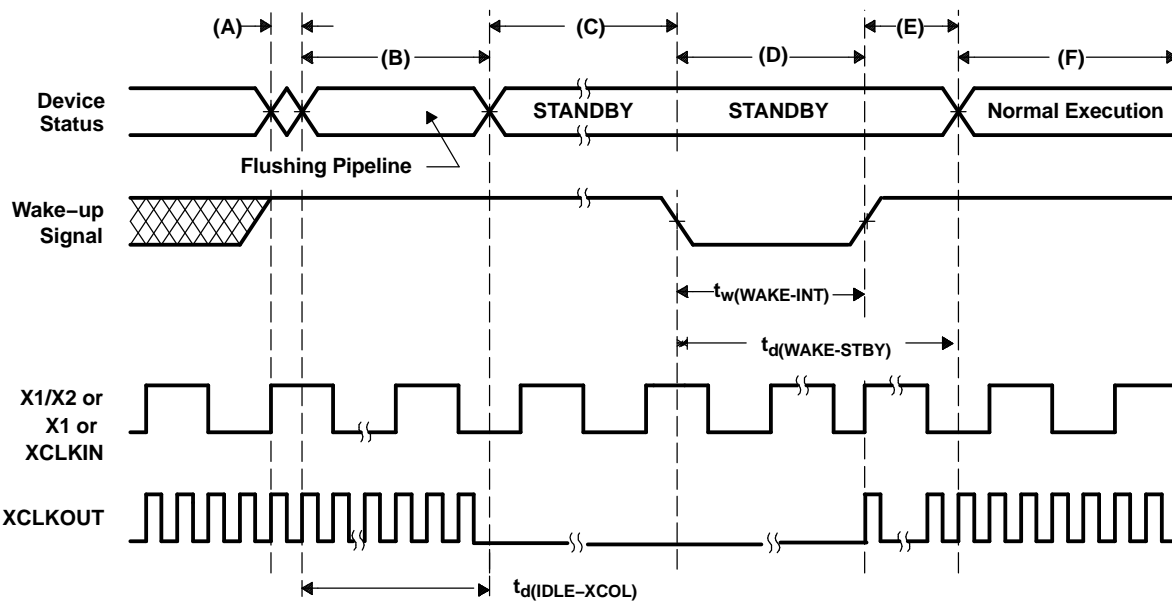 (A)
(C)
(E)
(B)
(D)
(F)
Device
Status
STANDBY
STANDBY
Normal Execution
Flushing Pipeline
Wake–up
Signal
tw(WAKE-INT)
td(WAKE-STBY)
X1/X2 or
X1 or
XCLKIN
XCLKOUT
td(IDLE–XCOL)